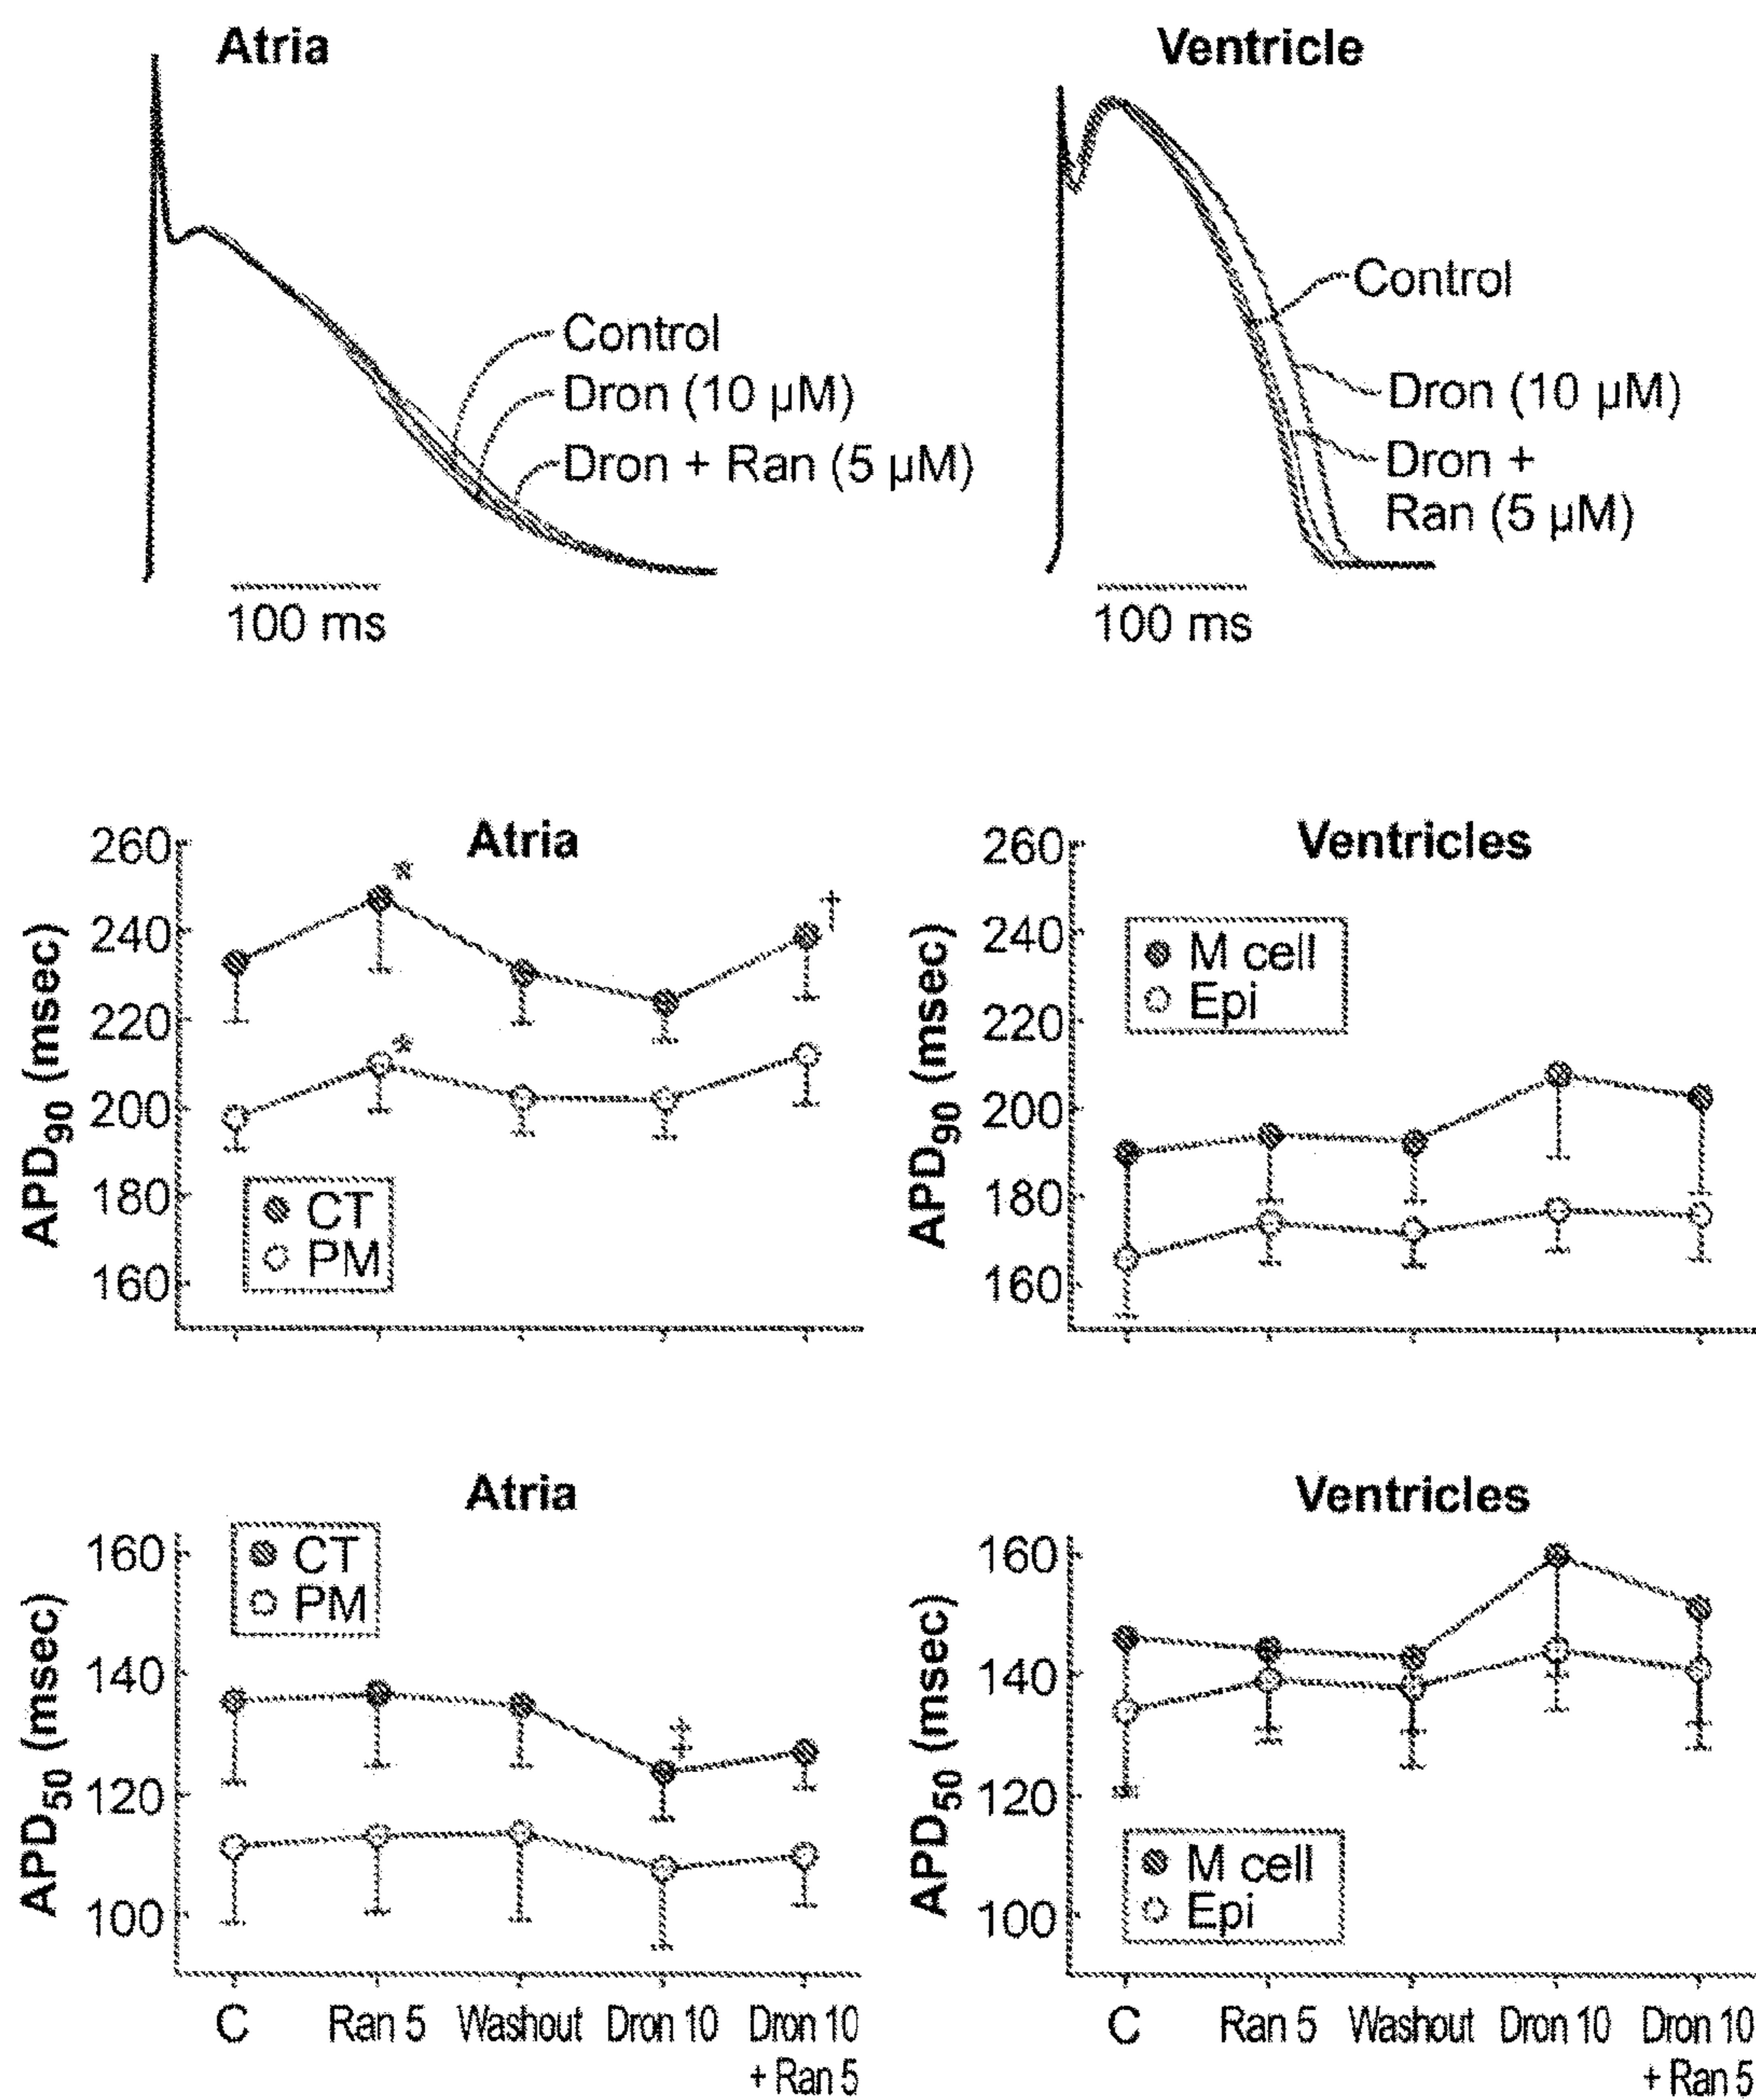 Atria
Ventricle
Control
Dron (10 µM)
Dron + Ran (5 µM)
100 ms
Control
Dron (10 µM)
Dron +
Ran (5 µM)
100 ms
Atria
APD90 (msec)
260
240
220
200
180
160
*
*
†
CT
PM
Ventricles
APD90 (msec)
260
240
220
200
180
160
M cell
Epi
Atria
APD50 (msec)
160
140
120
100
CT
PM
‡
C Ran 5 Washout Dron 10 Dron 10
+ Ran 5
Ventricles
APD50 (msec)
160
140
120
100
M cell
Epi
C Ran 5 Washout Dron 10 Dron 10
+ Ran 5